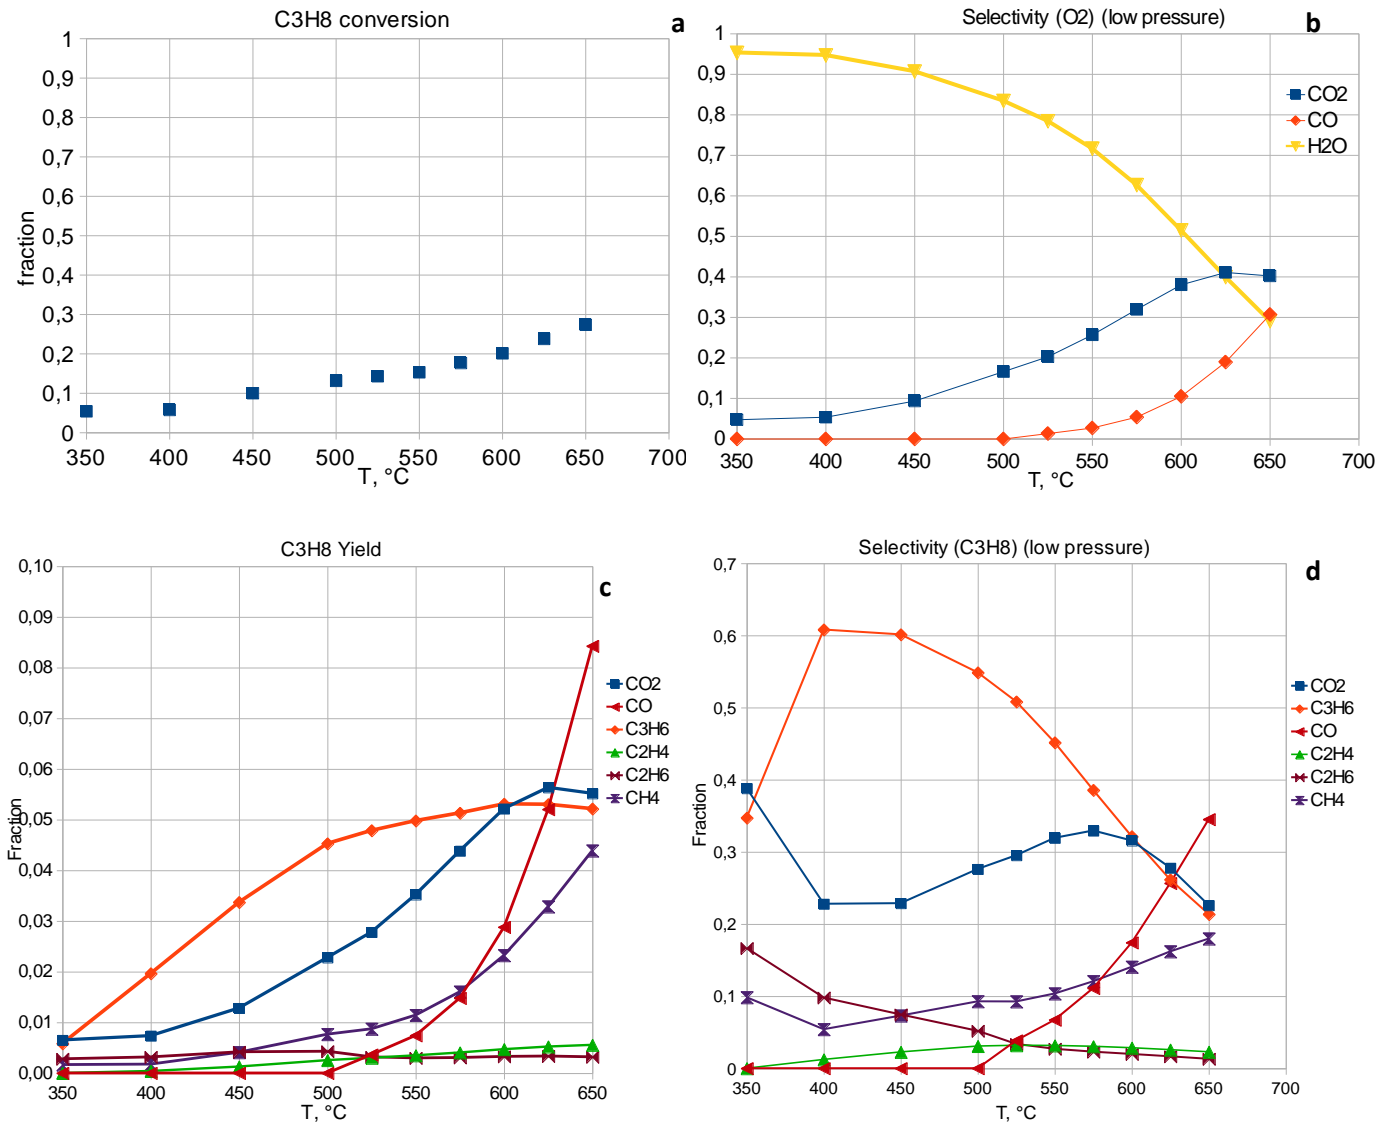 C3H8 conversion
a
1
0,9
0,8
0,7
0,6
0,5
0,4
0,3
0,2
0,1
0
fraction
350 400 450 500 550 600 650 700
T, °C
Selectivity (O2) (low pressure)
b
1
0,9
0,8
0,7
0,6
0,5
0,4
0,3
0,2
0,1
0
CO2
CO
H2O
350 400 450 500 550 600 650 700
T, °C
C3H8 Yield
c
0,10
0,09
0,08
0,07
0,06
0,05
0,04
0,03
0,02
0,01
0,00
Fraction
CO2
CO
C3H6
C2H4
C2H6
CH4
350 400 450 500 550 600 650
T, °C
Selectivity (C3H8) (low pressure)
d
0,7
0,6
0,5
0,4
0,3
0,2
0,1
0
Fraction
CO2
C3H6
CO
C2H4
C2H6
CH4
350 400 450 500 550 600 650 700
T, °C